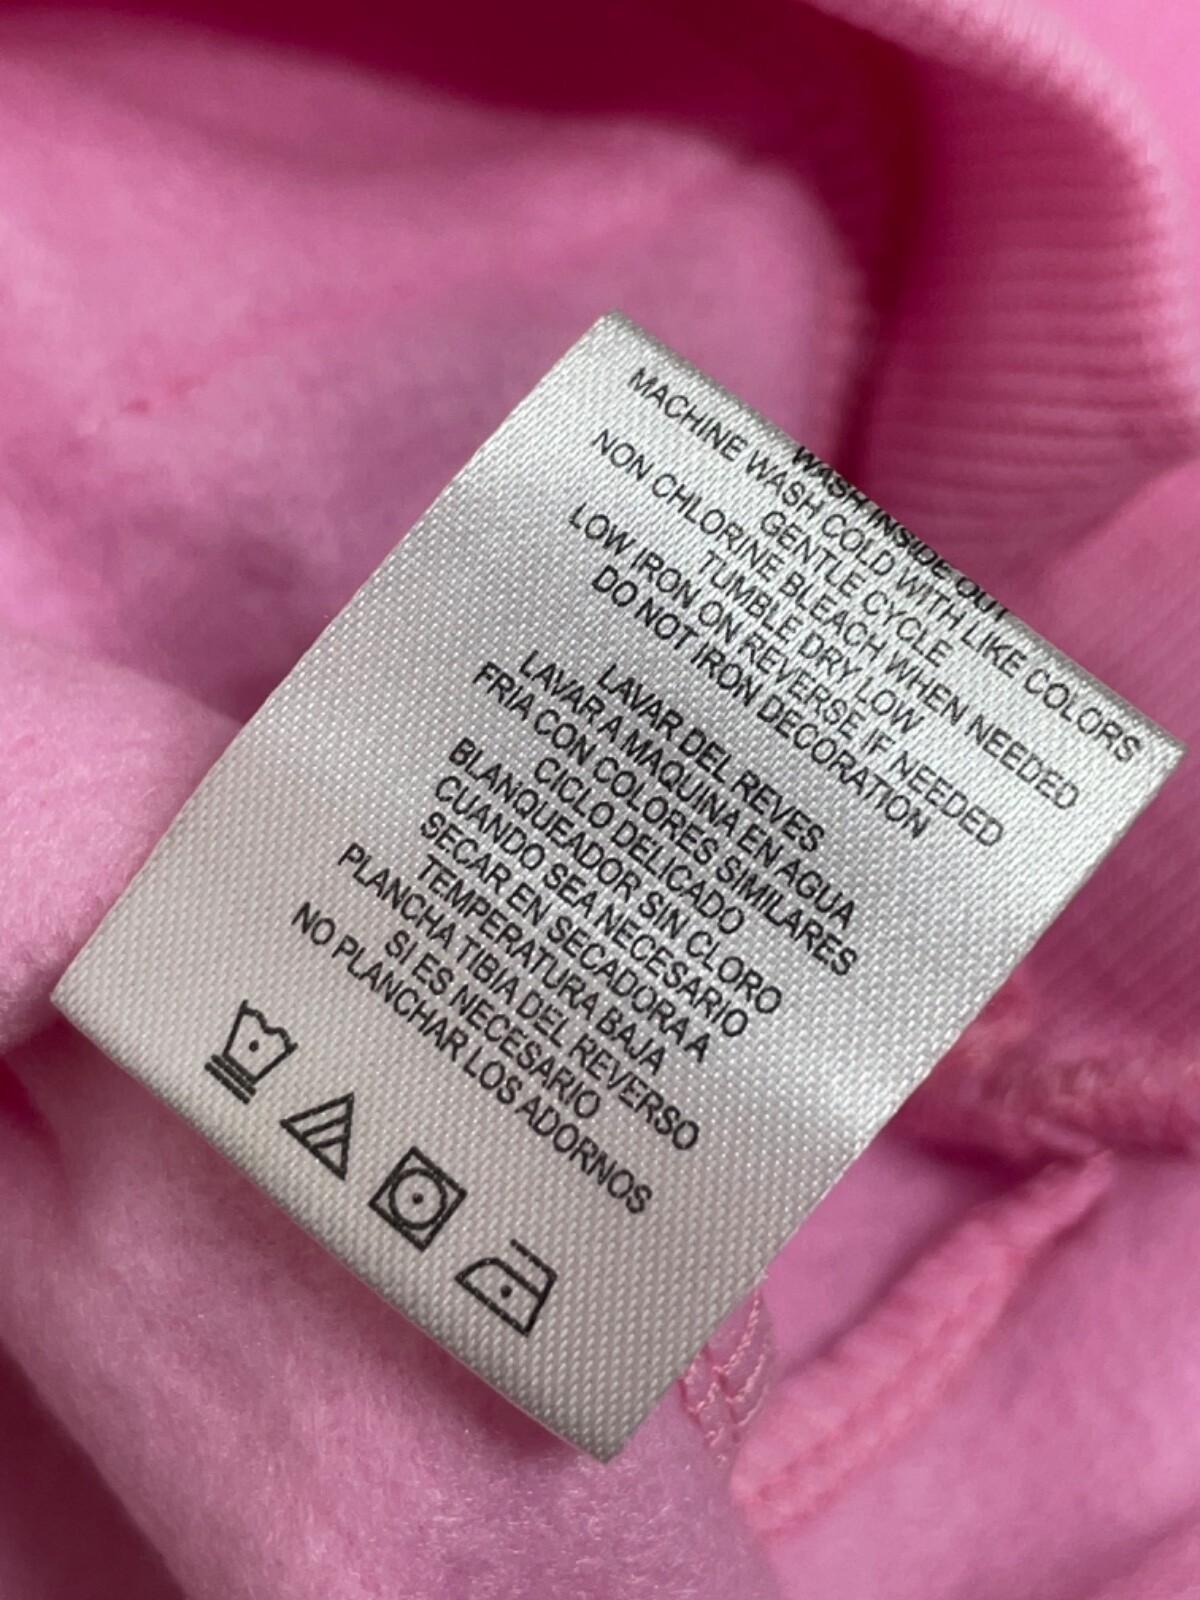 WASH INSIDE OUT
MACHINE WASH COLD WITH LIKE COLORS
GENTLE CYCLE
NON CHLORINE BLEACH WHEN NEEDED
TUMBLE DRY LOW
LOW IRON ON REVERSE IF NEEDED
DO NOT IRON DECORATION
LAVAR DEL REVES
LAVAR A MAQUINA EN AGUA
FRIA CON COLORES SIMILARES
CICLO DELICADO
BLANQUEADOR SIN CLORO
CUANDO SEA NECESARIO
SECAR EN SECADORA A
TEMPERATURA BAJA
PLANCHA TIBIA DEL REVERSO
SI ES NECESARIO
NO PLANCHAR LOS ADORNOS